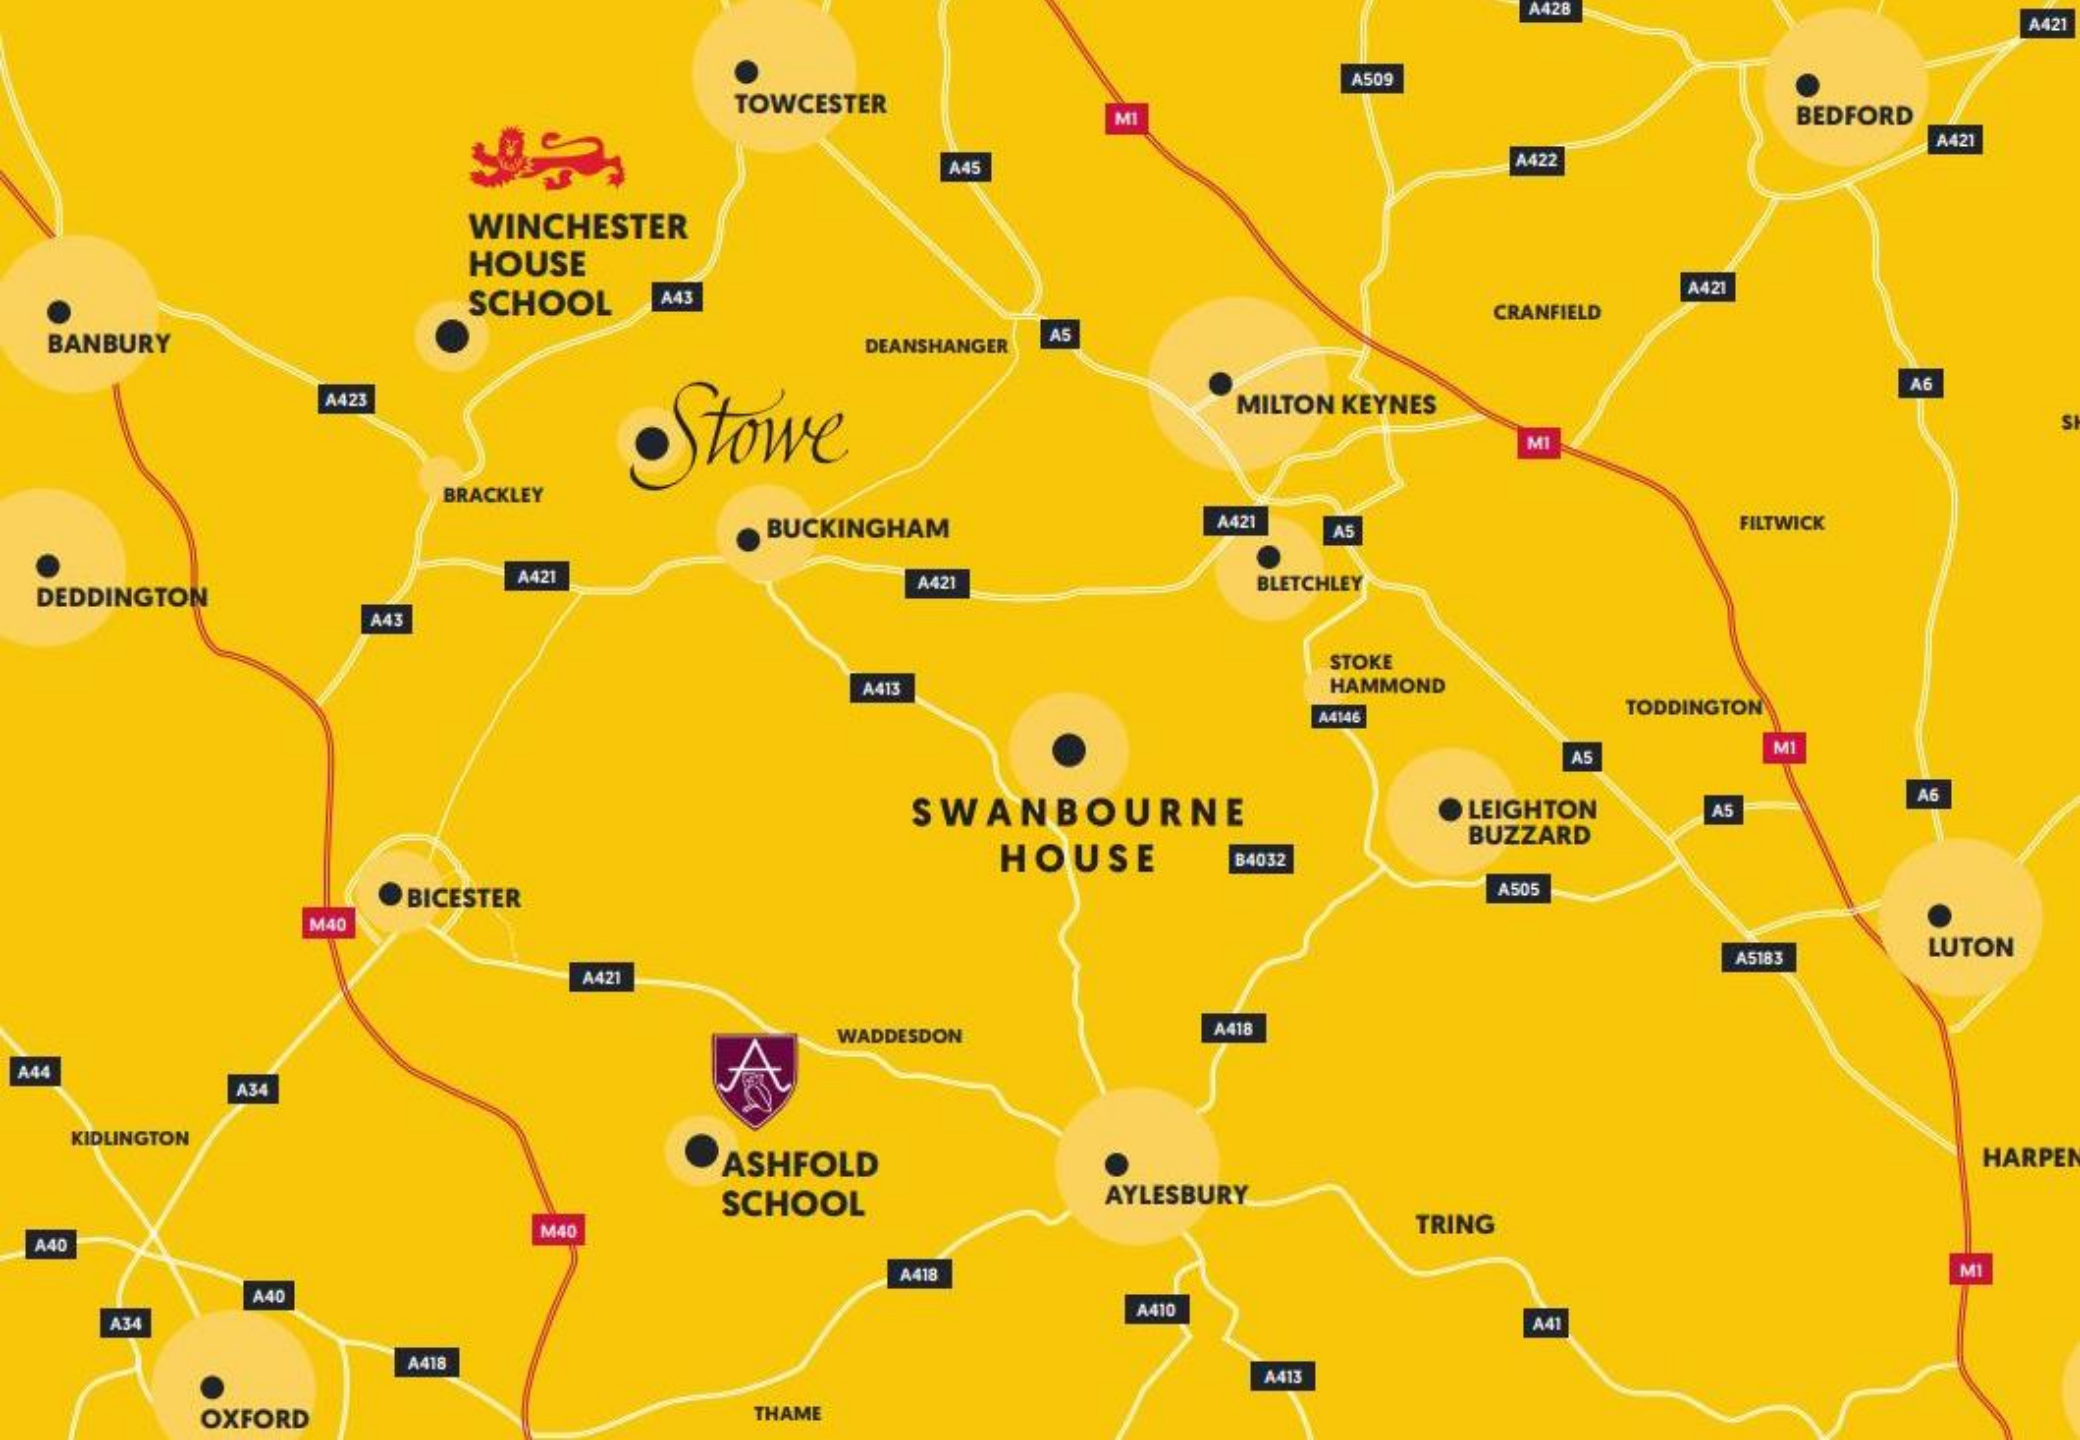 A428
A421
TOWCESTER
A509
BEDFORD
M1
A421
A45
A422
WINCHESTER
HOUSE
SCHOOL
A43
A421
CRANFIELD
BANBURY
DEANSHANGER
A5
A423
MILTON KEYNES
A6
SH
Stowe
M1
BRACKLEY
BUCKINGHAM
A421
A5
FILTWICK
DEDDINGTON
A421
A421
BLETCHLEY
A43
STOKE
HAMMOND
A413
A4146
TODDINGTON
M1
A5
SWANBOURNE
HOUSE
B4032
LEIGHTON
BUZZARD
A5
A6
A505
BICESTER
M40
LUTON
A5183
A421
A418
WADDESDON
A44
A34
KIDLINGTON
A
ASHFOLD
SCHOOL
AYLESBURY
HARPEN
TRING
A40
M40
A418
M1
A40
A34
A410
A41
A418
A413
OXFORD
THAME